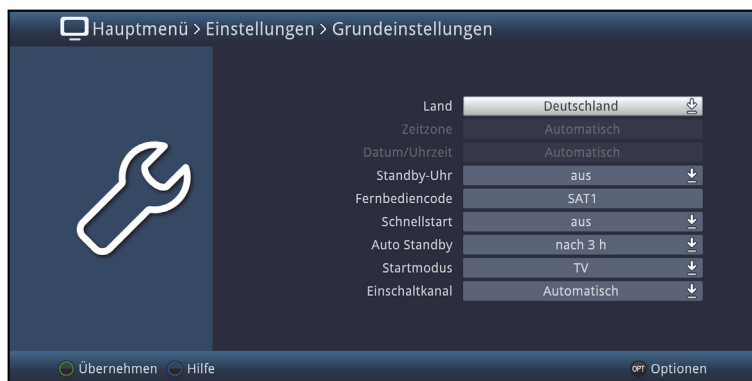 Hauptmenü > Einstellungen > Grundeinstellungen
Land Deutschland
Zeitzone Automatisch
Datum/Uhrzeit Automatisch
Standby-Uhr aus
Fernbediencode SAT1
Schnellstart aus
Auto Standby nach 3 h
Startmodus TV
Einschaltkanal Automatisch
Übernehmen Hilfe OPT Optionen